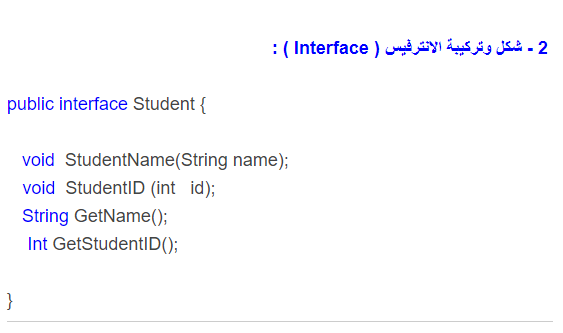 2 - شكل وتركيبة الانترفيس ( Interface ) :
public interface Student {
void StudentName(String name);
void StudentID (int id);
String GetName();
Int GetStudentID();
}